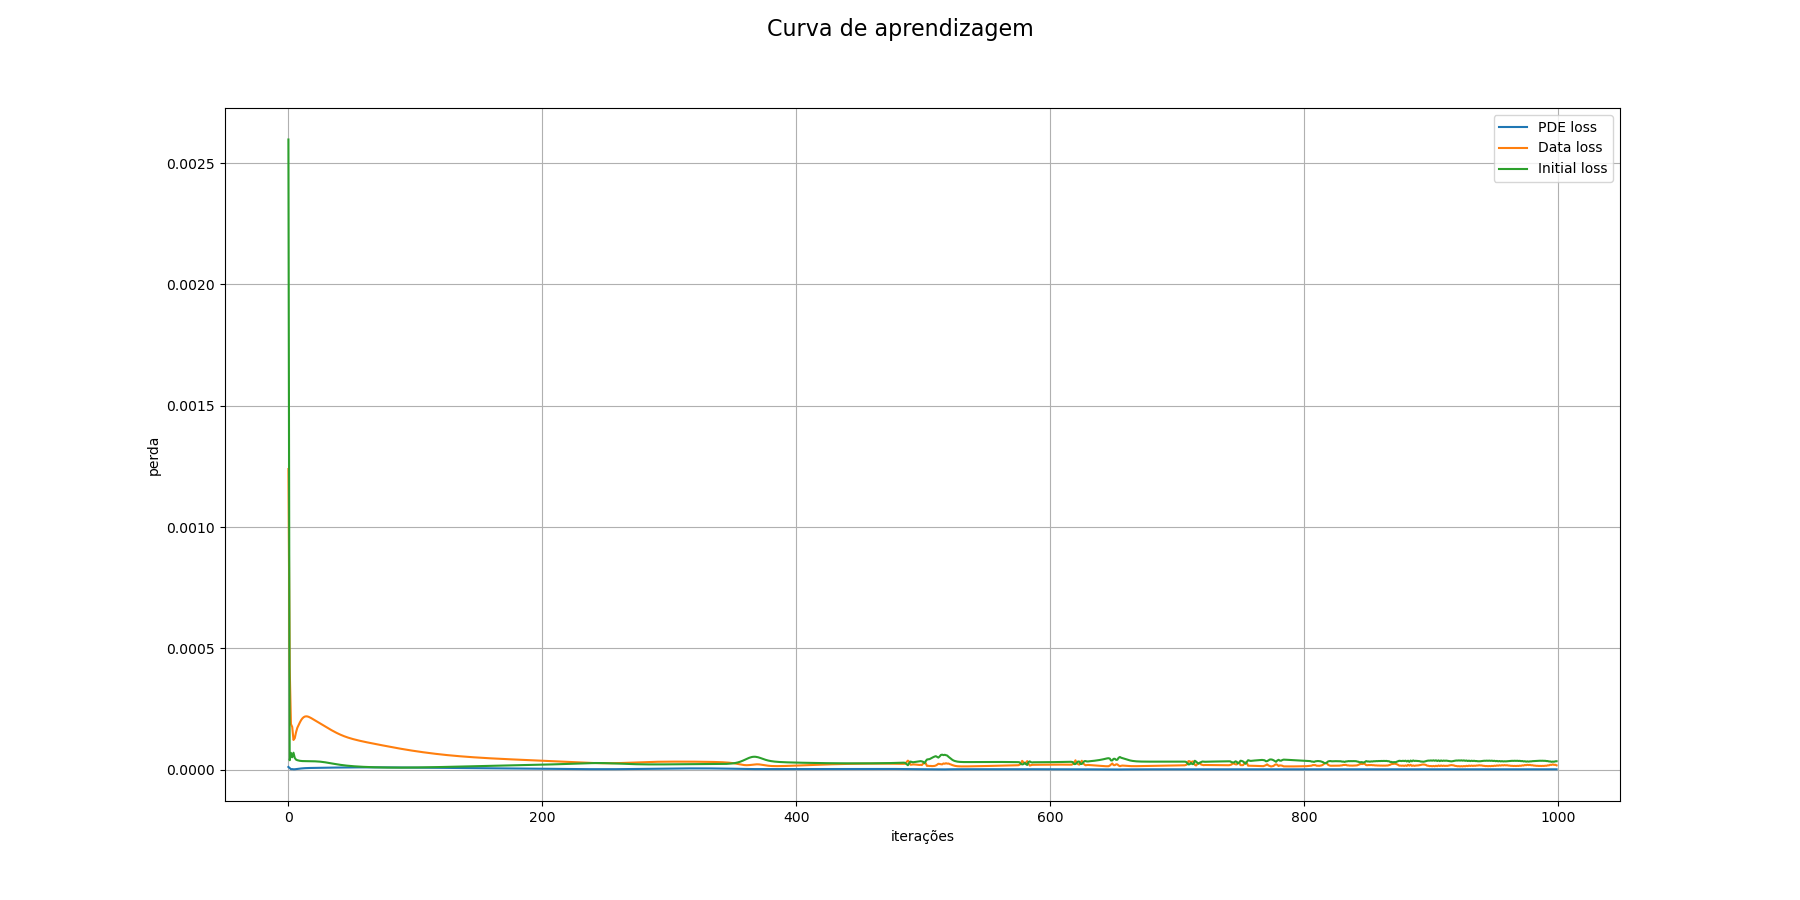 Curva de aprendizagem
PDE loss
Data loss
Initial loss
0.0025
0.0020
0.0015
0.0010
0.0005
0.0000
perda
0 200 400 600 800 1000
iterações